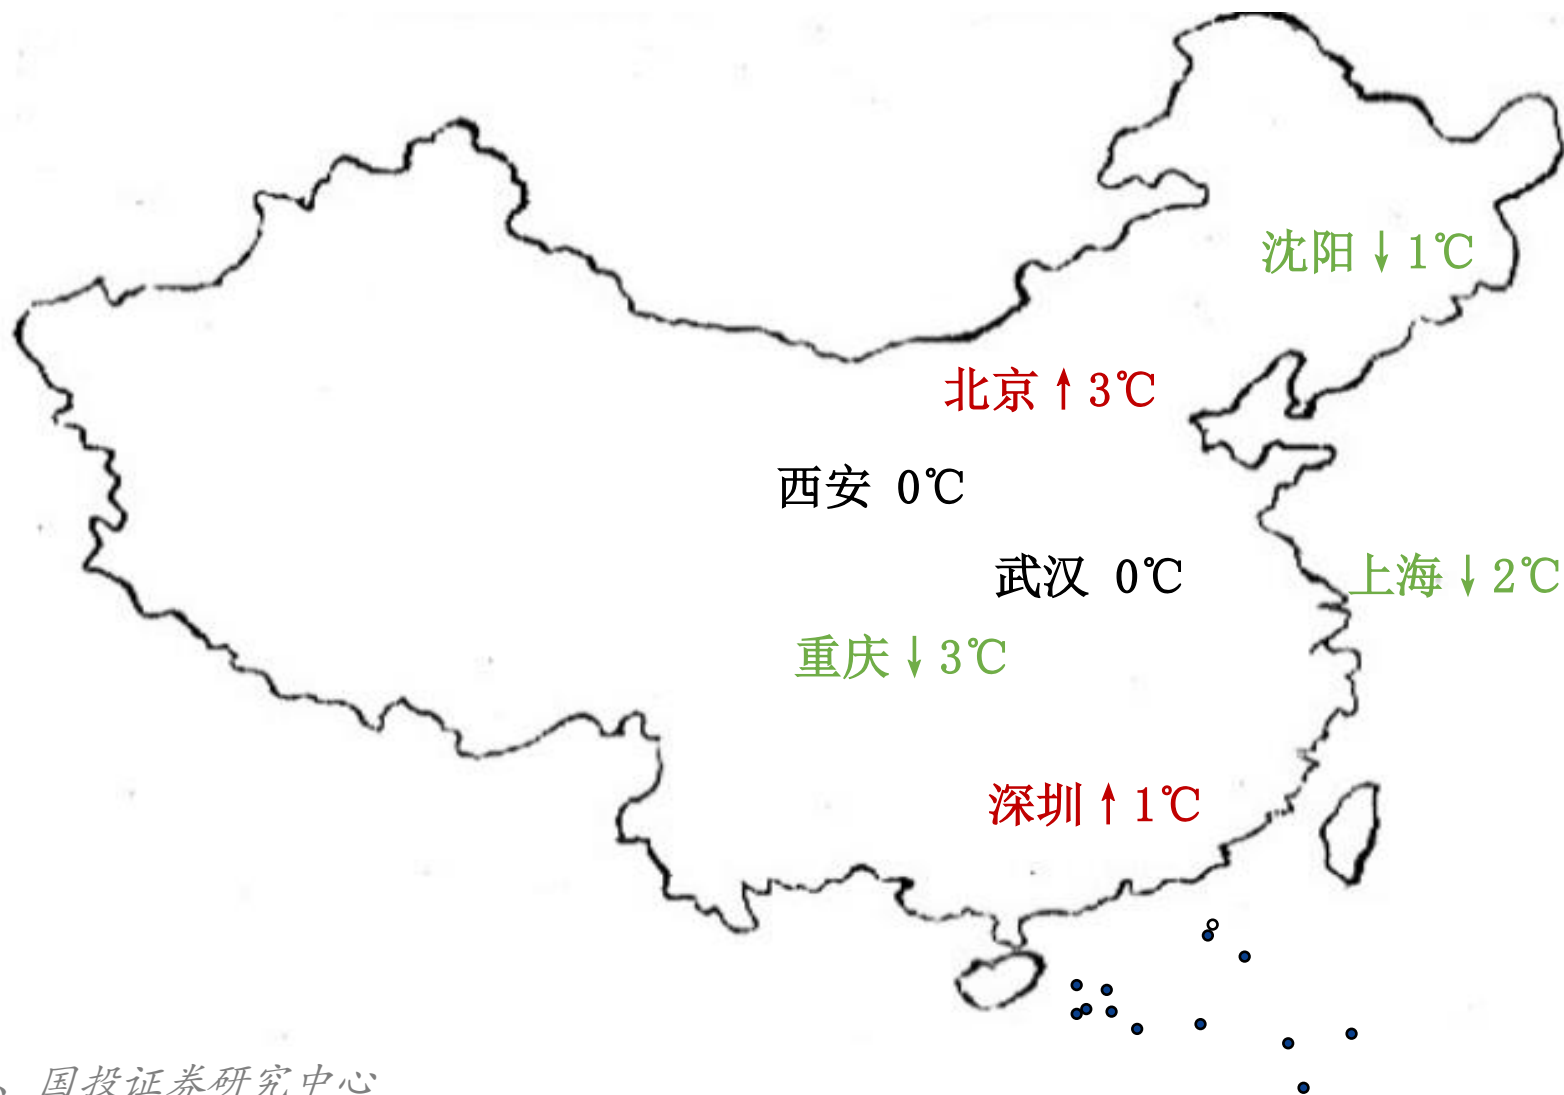 沈阳↓1℃
北京↑3℃
西安 0℃
武汉 0℃
上海↓2℃
重庆↓3℃
深圳↑1℃
、国投证券研究中心